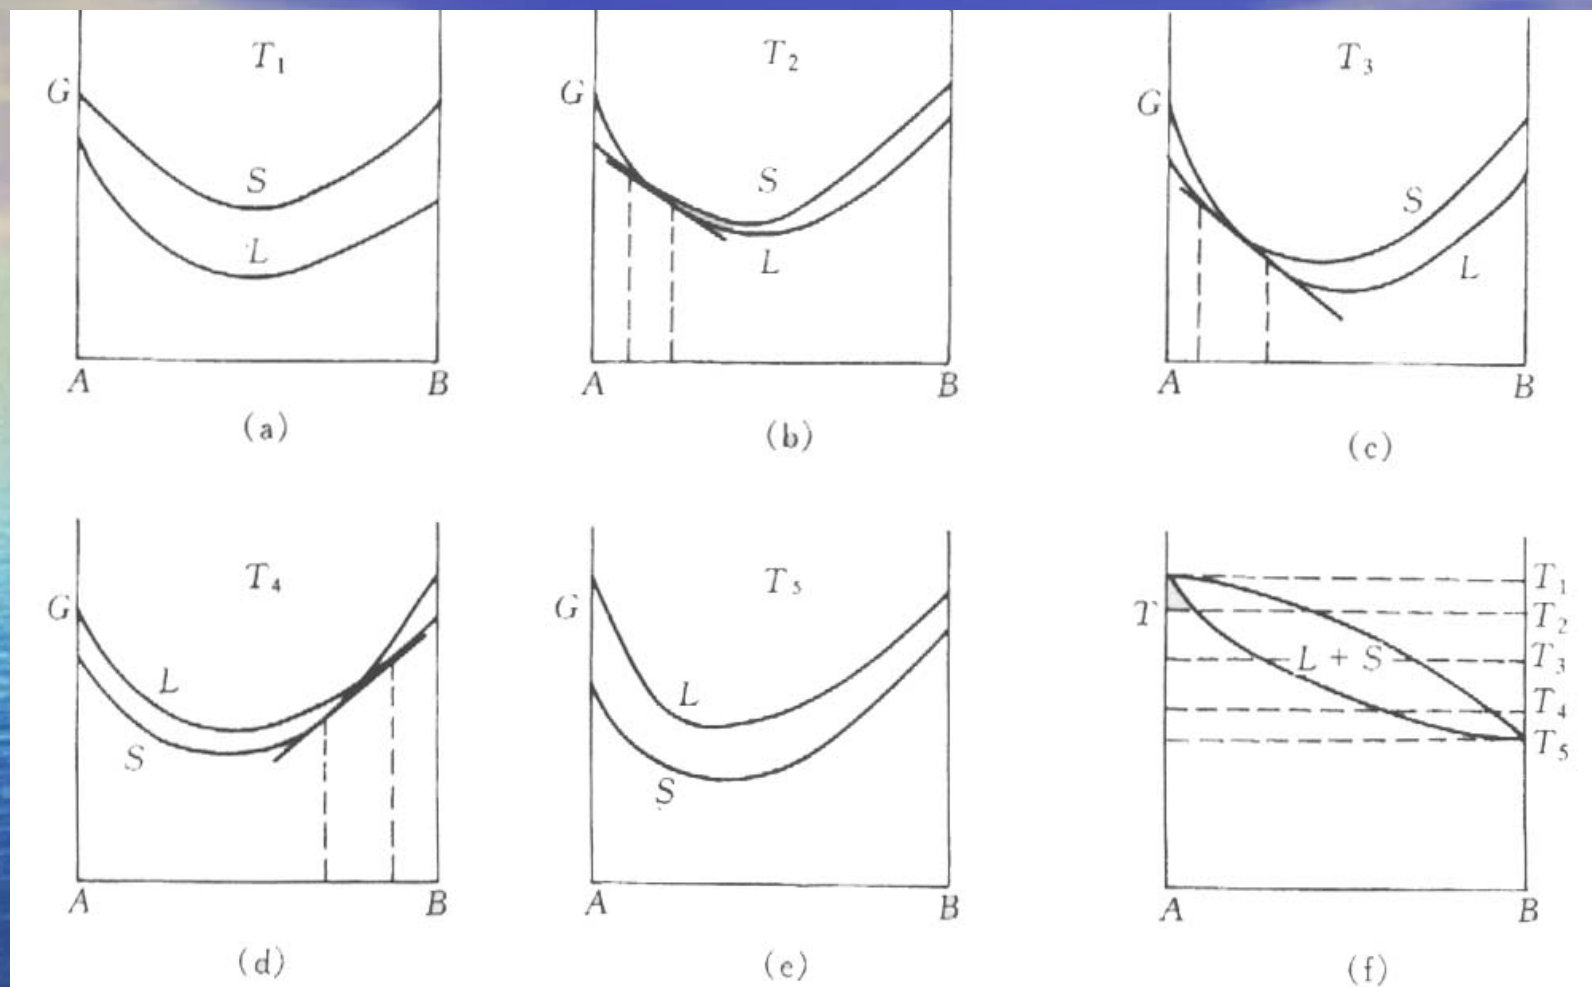 T₁
G
S
L
A B
(a)
T₂
G
S
L
A B
(b)
T₃
G
S
L
A B
(c)
T₄
G
L
S
A B
(d)
T₅
G
L
S
A B
(e)
T₁
T T₂
L + S T₃
T₄
T₅
A B
(f)